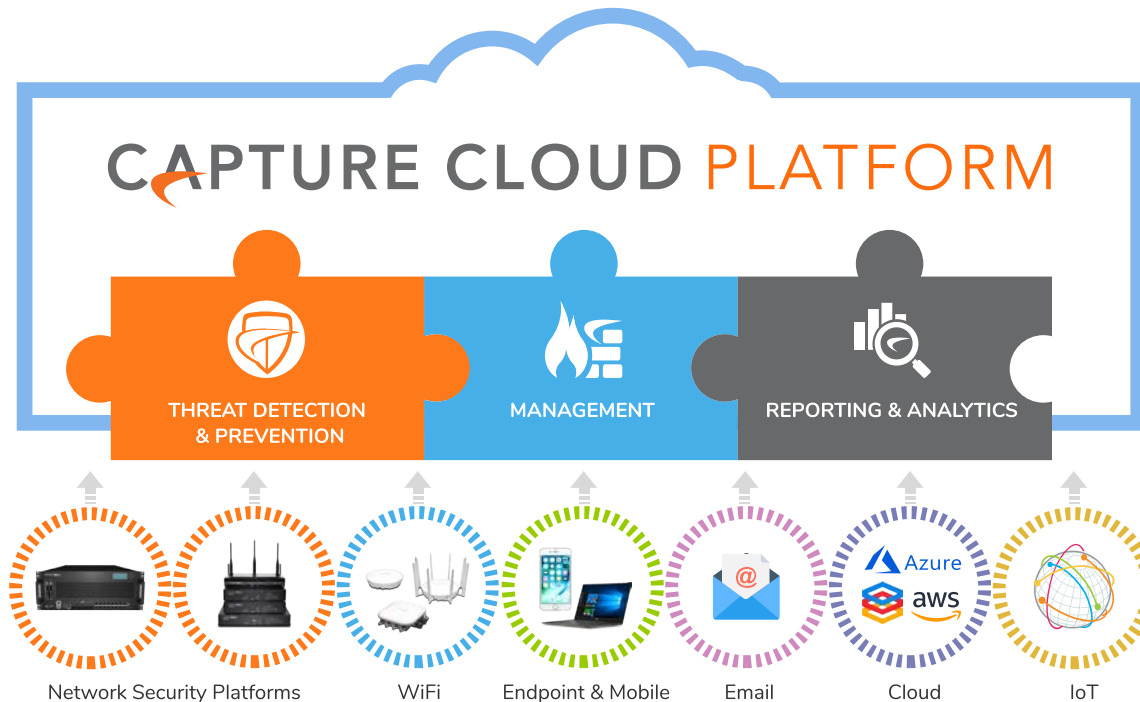 CAPTURE CLOUD PLATFORM
THREAT DETECTION
& PREVENTION
MANAGEMENT
REPORTING & ANALYTICS
@
Azure
aws
Network Security Platforms
WiFi
Endpoint & Mobile
Email
Cloud
IoT